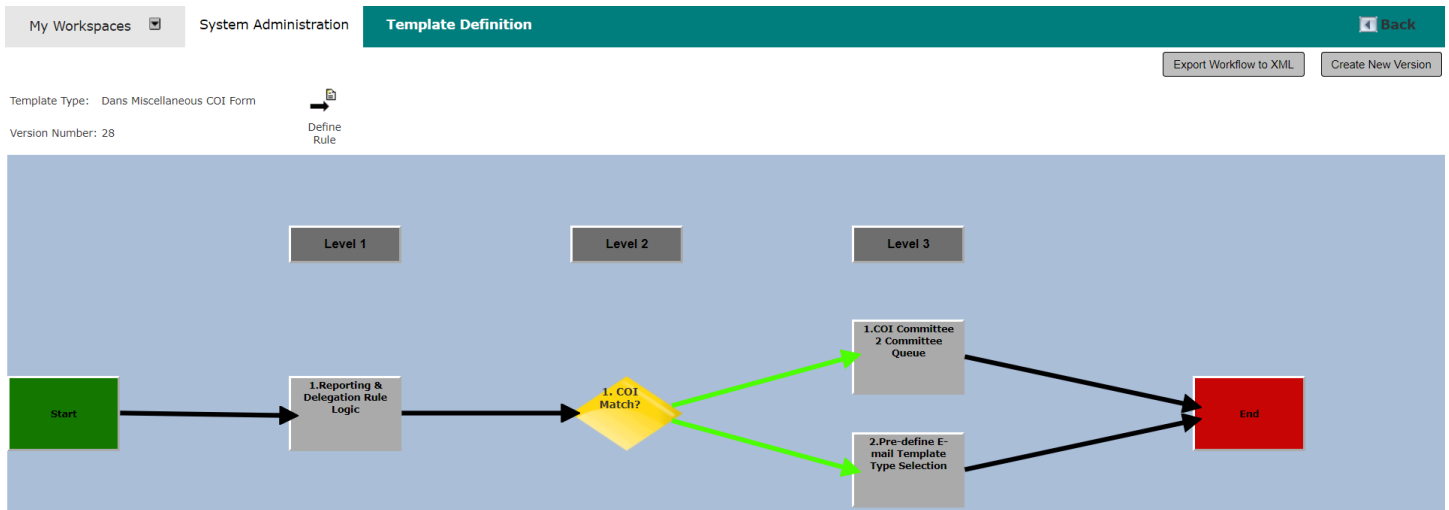 My Workspaces
System Administration
Template Definition
Back
Export Workflow to XML
Create New Version
Template Type: Dans Miscellaneous COI Form
Define
Rule
Version Number: 28
Level 1
Level 2
Level 3
Start
1.Reporting &
Delegation Rule
Logic
1. COI
Match?
1.COI Committee
2 Committee
Queue
2.Pre-define E-
mail Template
Type Selection
End